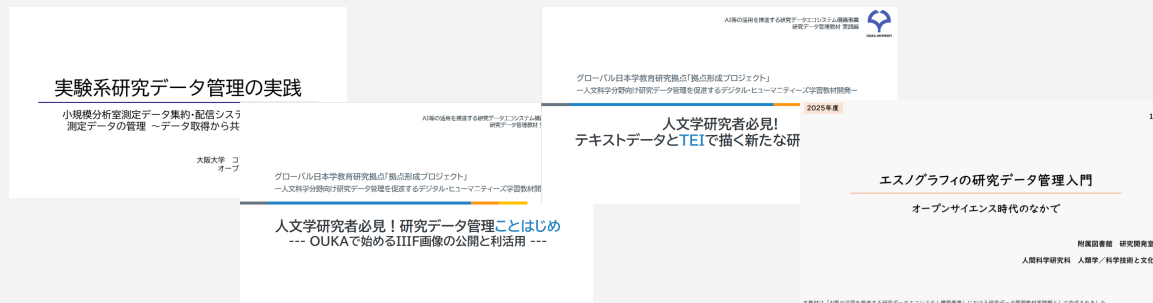 実験系研究データ管理の実践
小規模分析室測定データ集約・配信システ
測定データの管理 ～データ取得から共
大阪大学 コ
オープ
AI等の活用を推進する研究データエコシステム構
研究データ管理教材
グローバル日本学教育研究拠点「拠点形成プロジェクト」
ー人文科学分野向け研究データ管理を促進するデジタル・ヒューマニティーズ学習教材開
人文学研究者必見！研究データ管理ことはじめ
--- OUKAで始めるIIIF画像の公開と利活用 ---
AI等の活用を推進する研究データエコシステム構築事業
研究データ管理教材 実践編
OSAKA UNIVERSITY
グローバル日本学教育研究拠点「拠点形成プロジェクト」
ー人文科学分野向け研究データ管理を促進するデジタル・ヒューマニティーズ学習教材開発ー
人文学研究者必見！
テキストデータとTEIで描く新たな研
2025年度
1
エスノグラフィの研究データ管理入門
オープンサイエンス時代のなかで
附属図書館 研究開発室
人間科学研究科 人類学／科学技術と文化